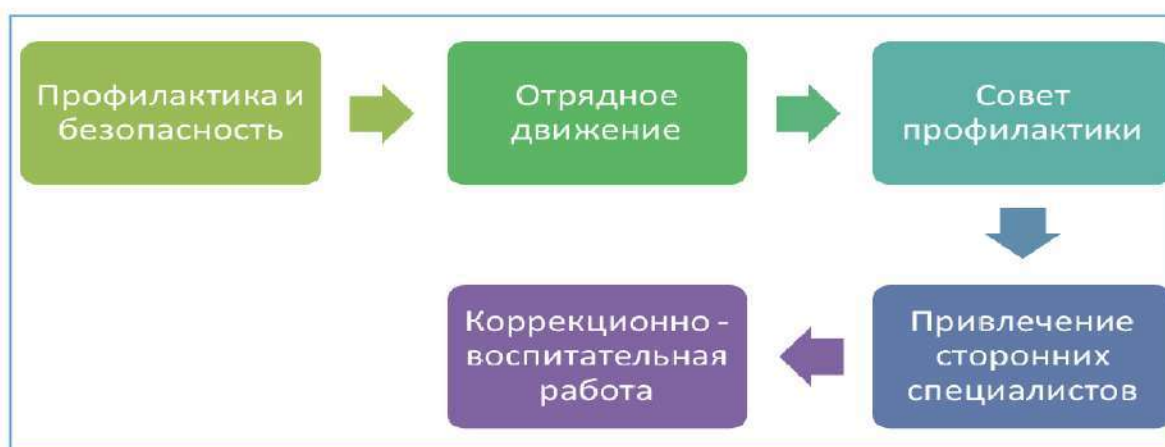 Профилактика и
безопасность
Отрядное
движение
Совет
профилактики
Привлечение
сторонних
специалистов
Коррекционно -
воспитательная
работа